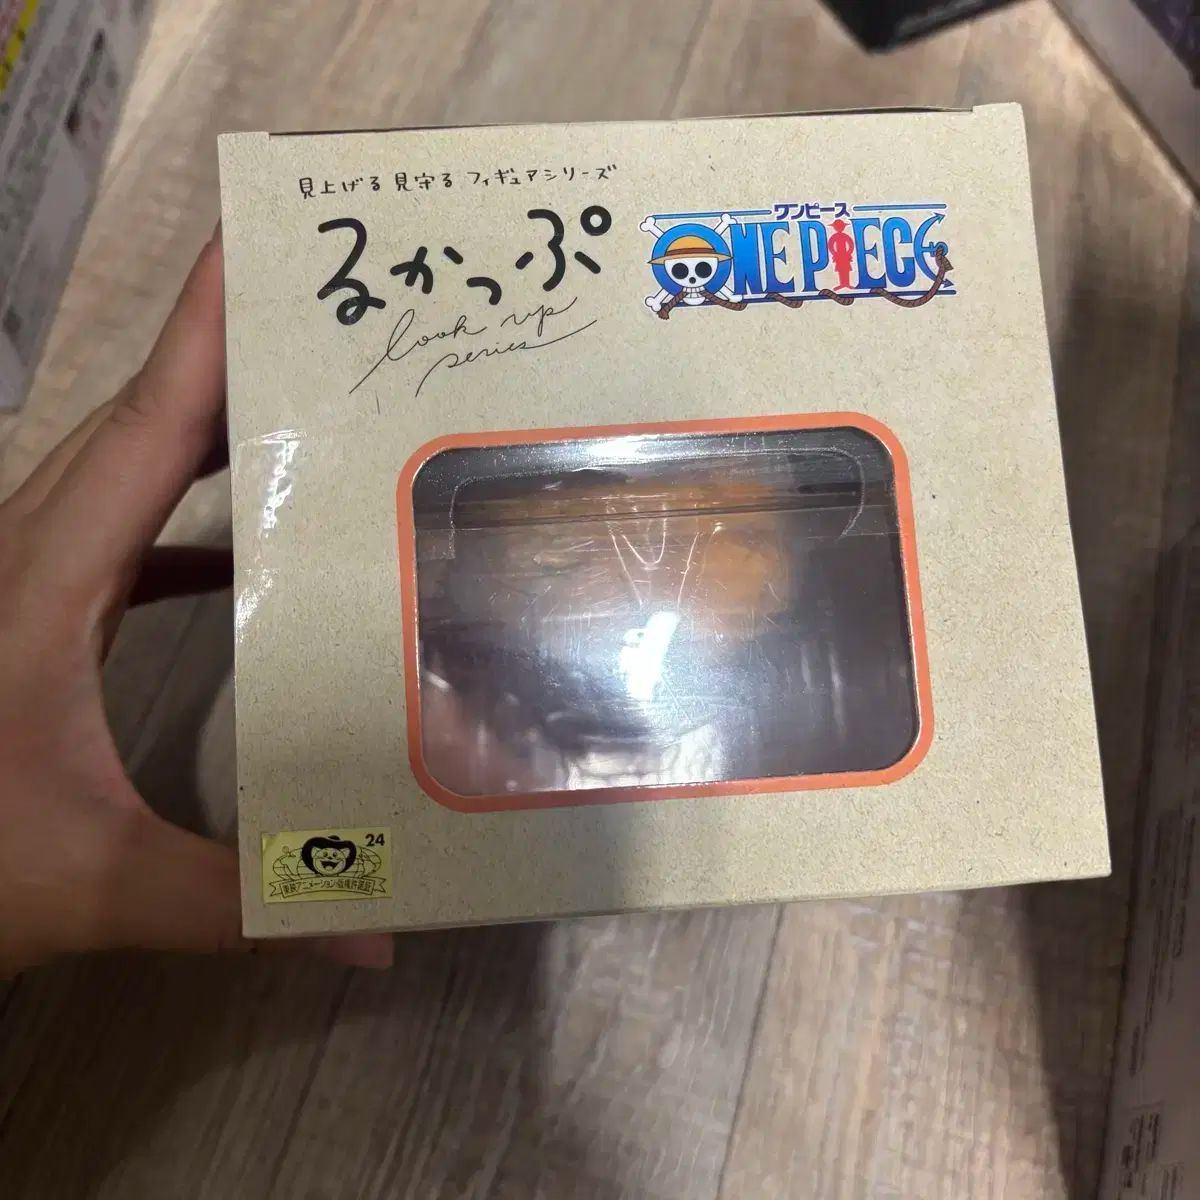 見上げる 見守る フィギュアシリーズ
るかっぷ
look up
series
ワンピース
ONE PIECE
24
東映アニメーション版権許諾証